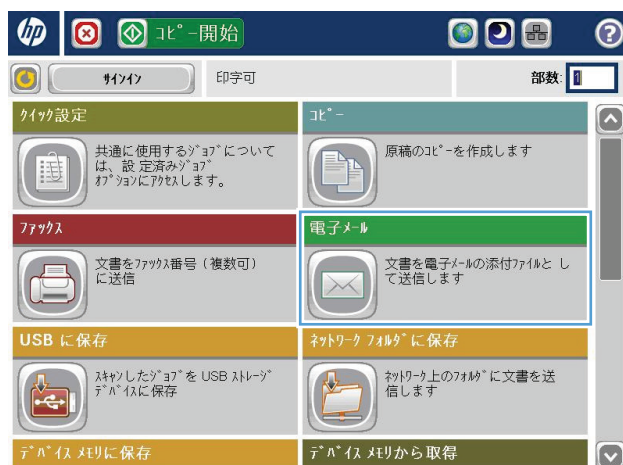 hp
ｺﾋﾟｰ開始
?
ｻｲﾝｲﾝ
印字可
部数: 1
ｸｲｯｸ設定
共通に使用するｼﾞｮﾌﾞについて
は、設 定済みｼﾞｮﾌﾞ
ｵﾌﾟｼｮﾝにｱｸｾｽしま す。
ｺﾋﾟｰ
原稿のｺﾋﾟｰを作成します
ﾌｧｯｸｽ
文書をﾌｧｯｸｽ番号 (複数可)
に送信
電子ﾒｰﾙ
文書を電子ﾒｰﾙの添付ﾌｧｲﾙと し
て送信しま す
USB に保存
ｽｷｬﾝしたｼﾞｮﾌﾞを USB ｽﾄﾚｰｼﾞ
ﾃﾞﾊﾞｲｽに保存
ﾈｯﾄﾜｰｸ ﾌｫﾙﾀﾞに保存
ﾈｯﾄﾜｰｸ上のﾌｫﾙﾀﾞに文書を送
信します
ﾃﾞﾊﾞｲｽ ﾒﾓﾘに保存
ﾃﾞﾊﾞｲｽ ﾒﾓﾘから取得